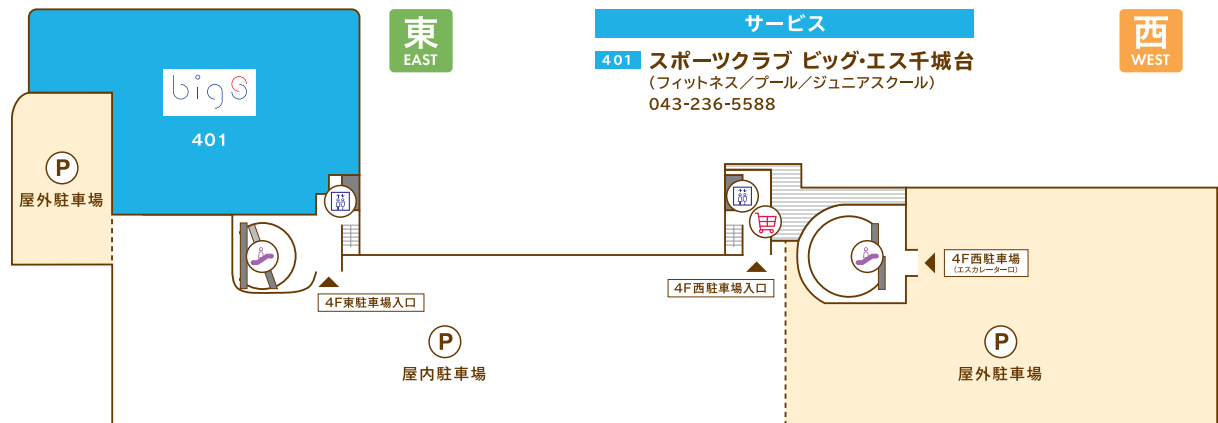 東
EAST
サービス
401 スポーツクラブ ビッグ・エス千城台
（フィットネス／プール／ジュニアスクール）
043-236-5588
西
WEST
bigs
401
P
屋外駐車場
4F東駐車場入口
4F西駐車場入口
4F西駐車場
（エスカレーター口）
P
屋内駐車場
P
屋外駐車場